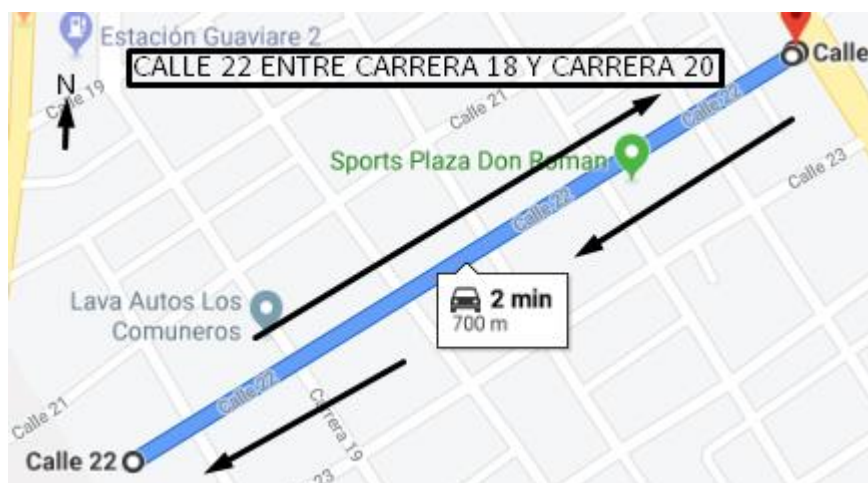 Estación Guaviare 2
CALLE 22 ENTRE CARRERA 18 Y CARRERA 20
Calle
N
Calle 19
Calle 21
Calle 22
Sports Plaza Don Roman
Calle 23
Calle 22
2 min
700 m
Lava Autos Los
Comuneros
Calle 22
Calle 21
Carrera 19
Calle 22
23